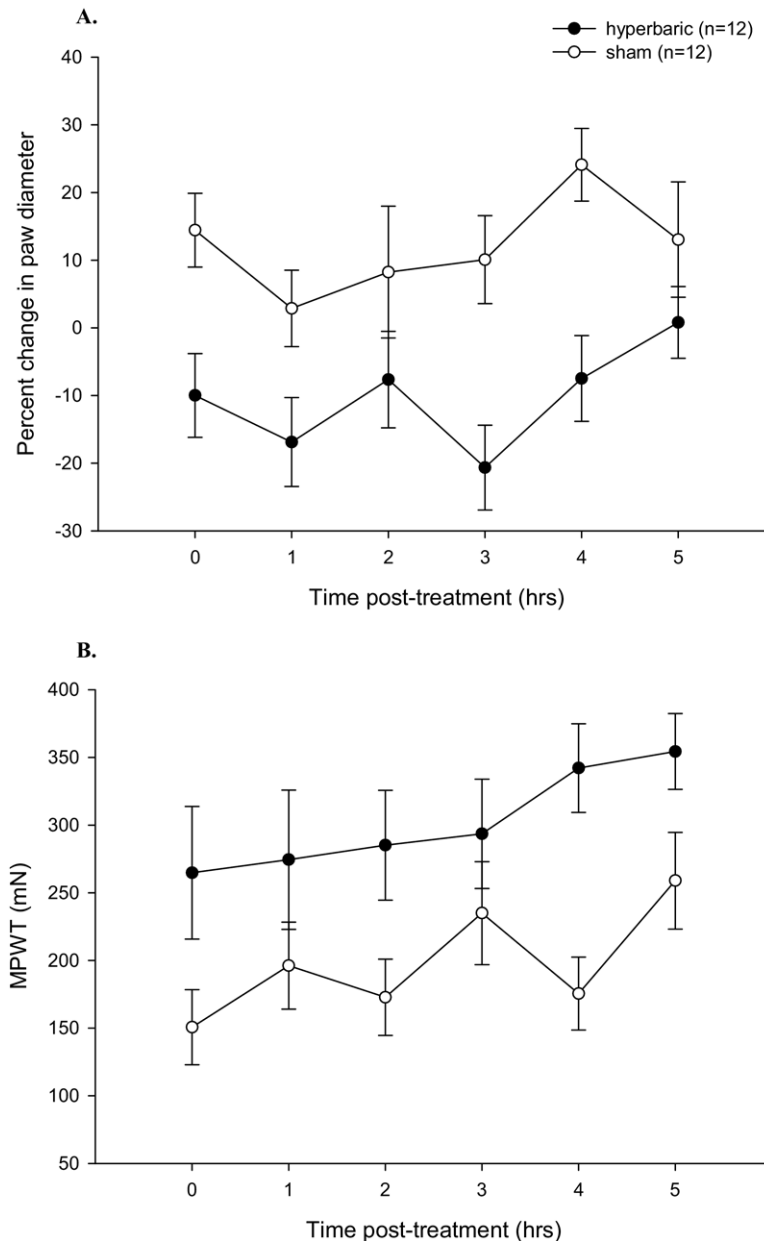 A.
hyperbaric (n=12)
sham (n=12)
40
30
20
10
0
-10
-20
-30
Percent change in paw diameter
0 1 2 3 4 5
Time post-treatment (hrs)
B.
400
350
300
250
200
150
100
50
MPWT (mN)
0 1 2 3 4 5
Time post-treatment (hrs)